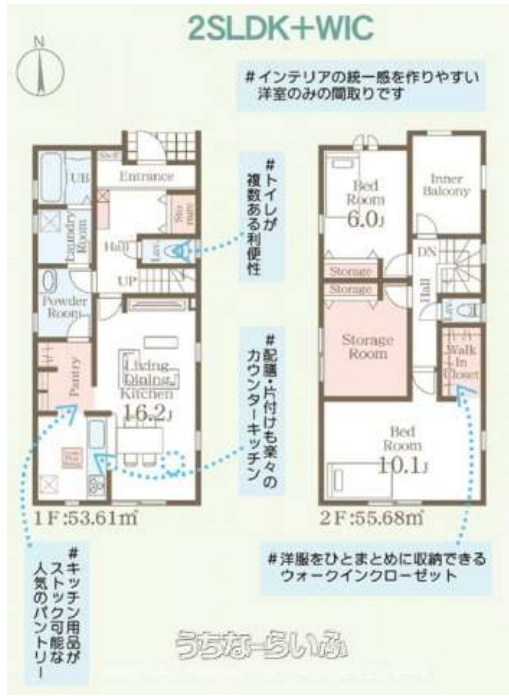 2SLDK+WIC
N
#インテリアの統一感を作りやすい
洋室のみの間取りです
Shelf
Entrance
UB
Sto
rage
Laundry
Room
Hall
Lav.
UP
Powder
Room
Pantry
Living
Dining
Kitchen
16.2J
1F:53.61㎡
#トイレが
複数ある利便性
#配膳・片付けも楽々の
カウンターキッチン
#キッチン用品が
ストック可能な
人気のパントリー
Bed
Room
6.0J
Inner
Balcony
Storage
Storage
DN
Hall
Lav.
Storage
Room
Walk
in
Closet
Bed
Room
10.1J
2F:55.68㎡
#洋服をひとまとめに収納できる
ウォークインクローゼット
うちなーらいふ